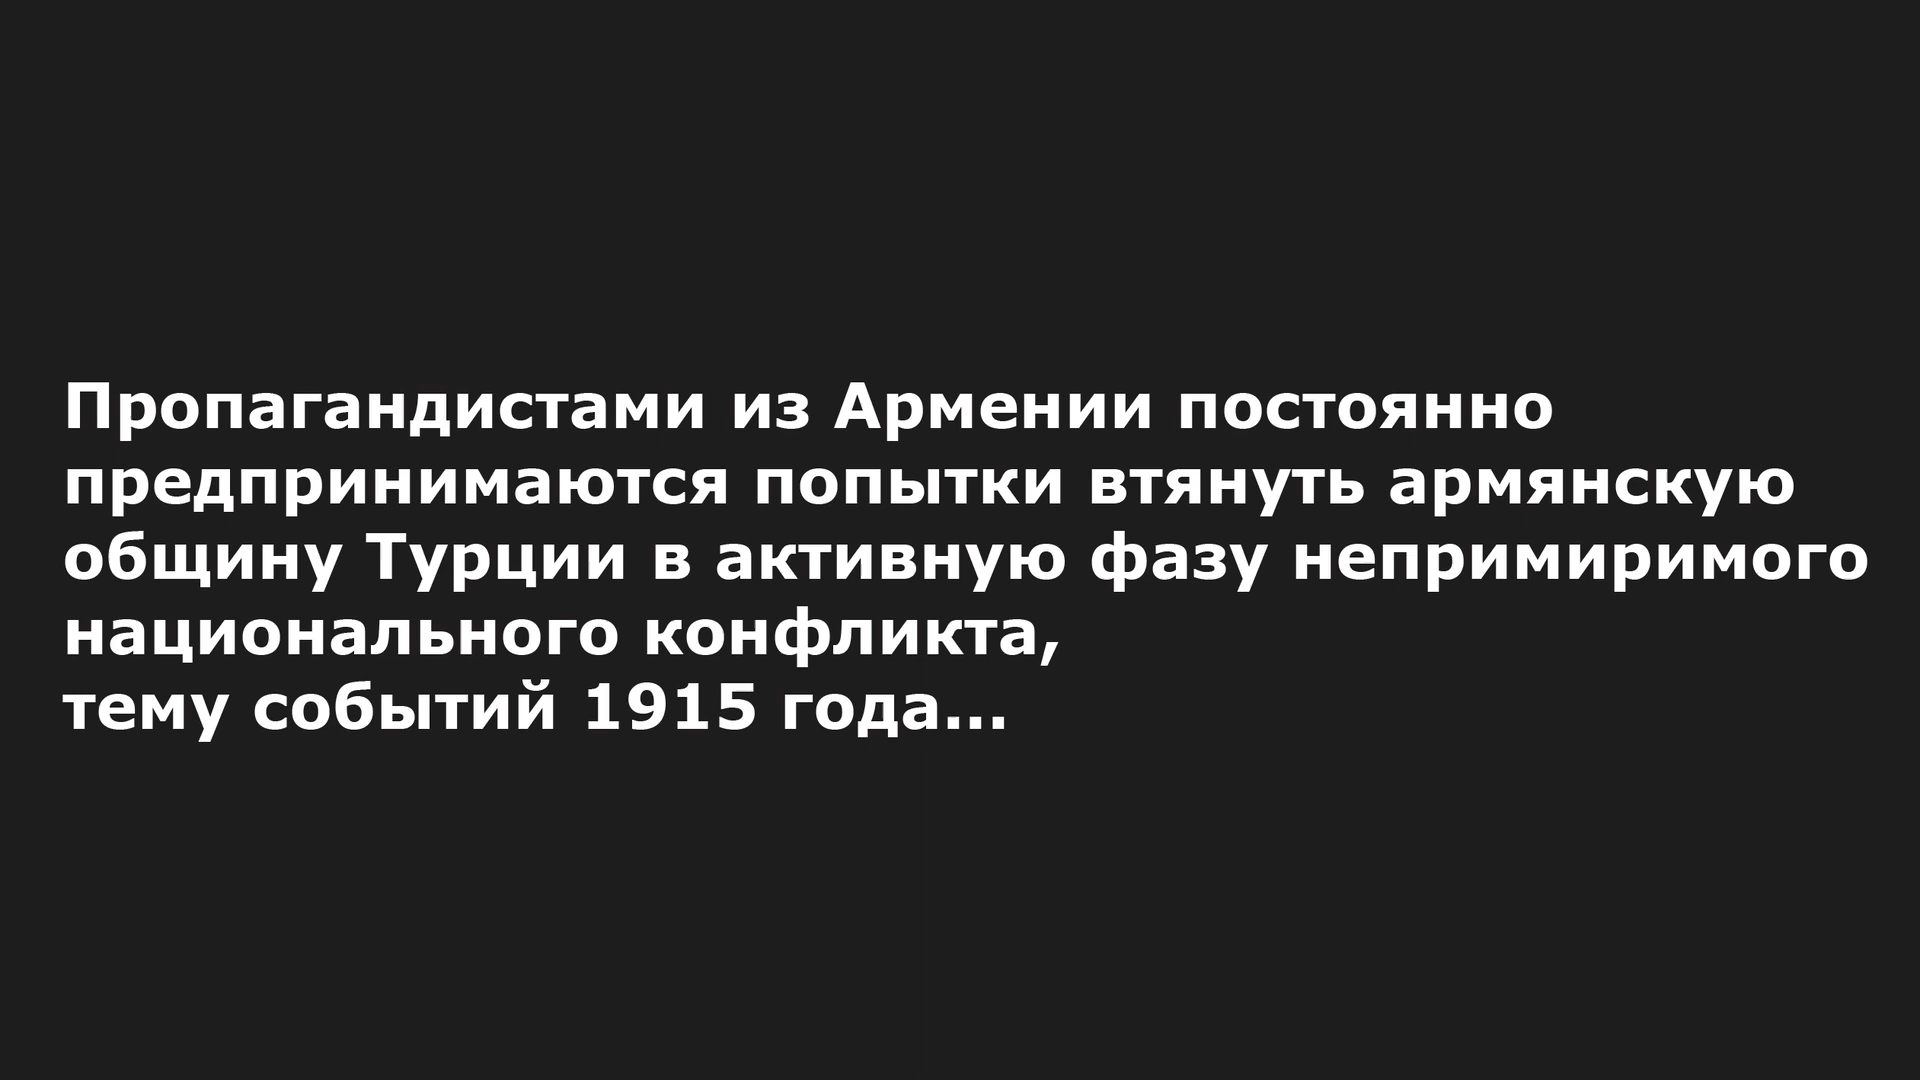 Пропагандистами из Армении постоянно
предпринимаются попытки втянуть армянскую
общину Турции в активную фазу непримиримого
национального конфликта,
тему событий 1915 года...